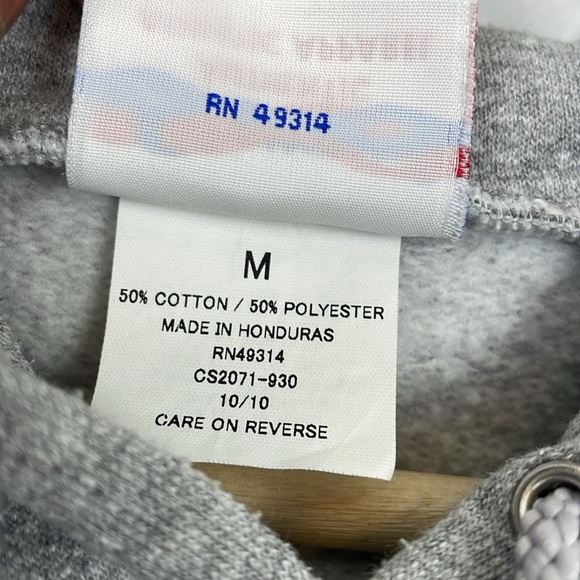 RN 49314
M
50% COTTON / 50% POLYESTER
MADE IN HONDURAS
RN49314
CS2071-930
10/10
CARE ON REVERSE